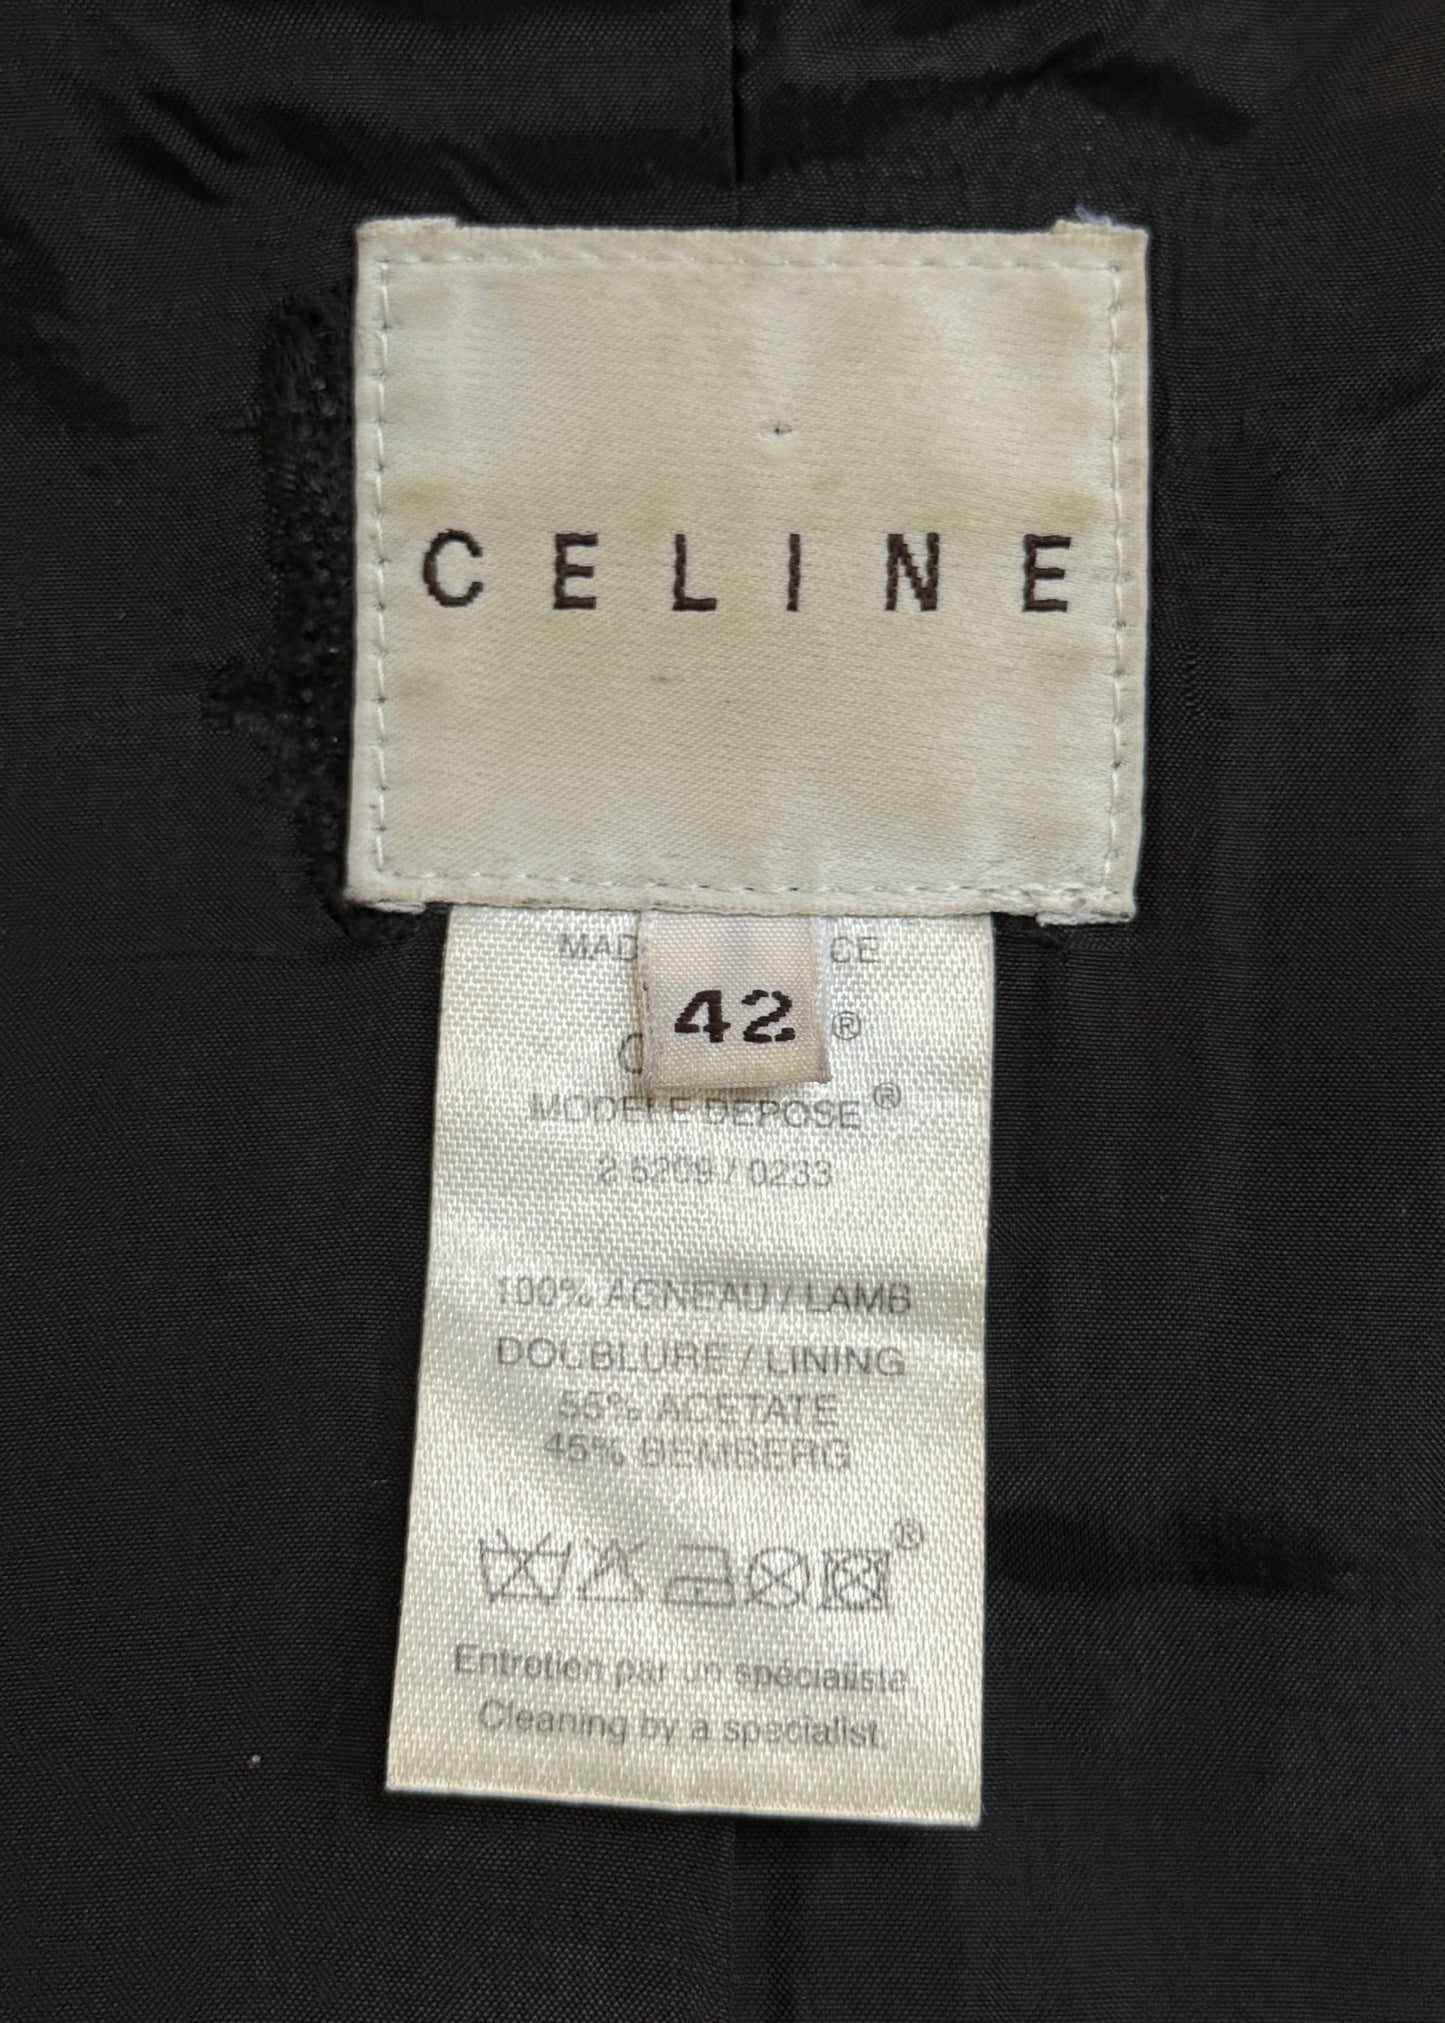 CELINE
42
MODELE DEPOSE®
2 5209 / 0233
100% AGNEAU / LAMB
DOUBLURE / LINING
55% ACETATE
45% BEMBERG
®
Entretien par un spécialiste.
Cleaning by a specialist.